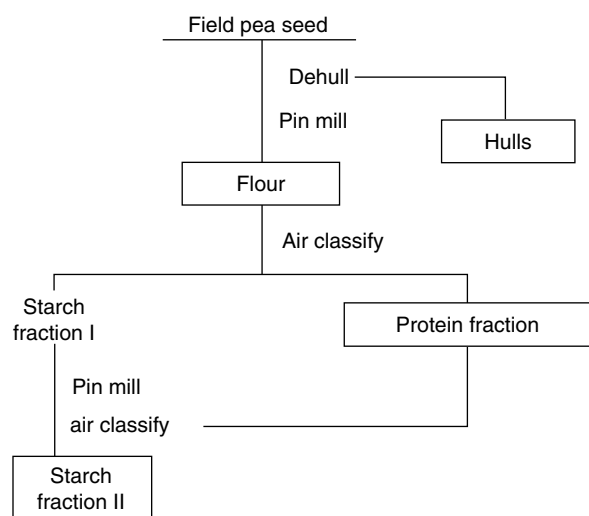 Field pea seed
Dehull
Pin mill
Hulls
Flour
Air classify
Starch
fraction I
Protein fraction
Pin mill
air classify
Starch
fraction II